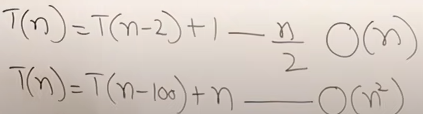 T(n) = T(n-2) + 1 — n/2 O(n)
T(n) = T(n-100) + n — O(n²)